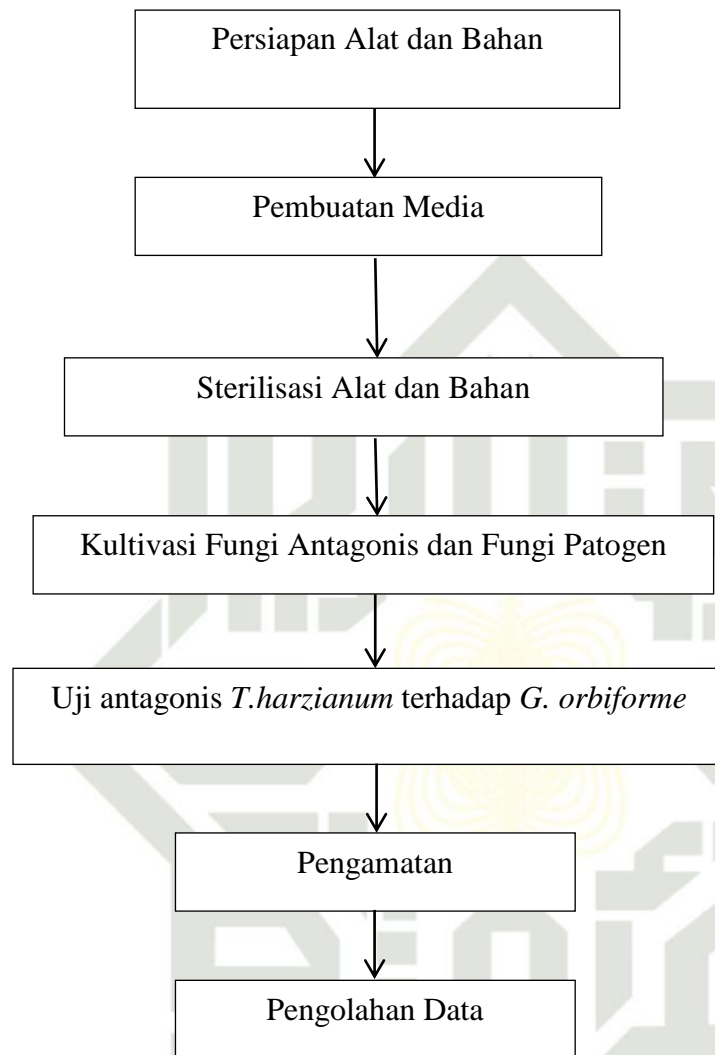 Persiapan Alat dan Bahan
Pembuatan Media
Sterilisasi Alat dan Bahan
Kultivasi Fungi Antagonis dan Fungi Patogen
Uji antagonis T.harzianum terhadap G. orbiforme
Pengamatan
Pengolahan Data